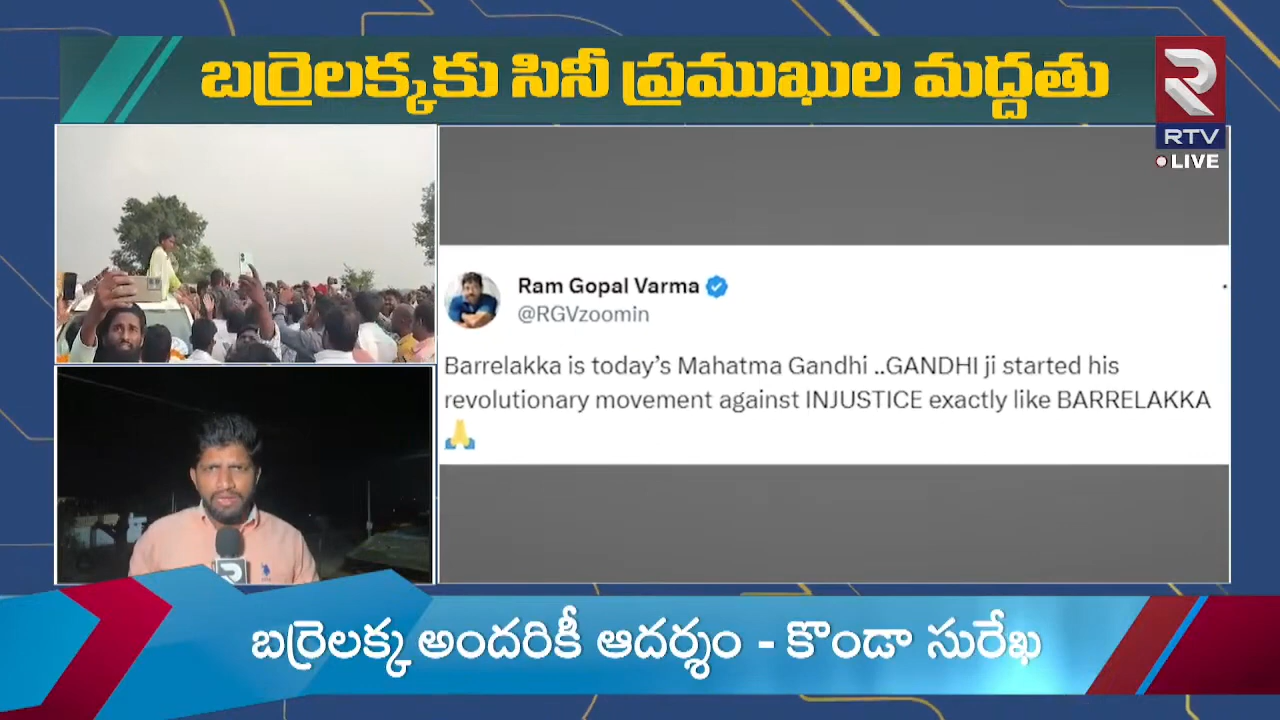 బర్రెలక్కకు సినీ ప్రముఖుల మద్దతు
R
RTV
LIVE
Ram Gopal Varma
@RGVzoomin
Barrelakka is today's Mahatma Gandhi ..GANDHI ji started his
revolutionary movement against INJUSTICE exactly like BARRELAKKA
🙏
R
బర్రెలక్క అందరికీ ఆదర్శం - కొండా సురేఖ